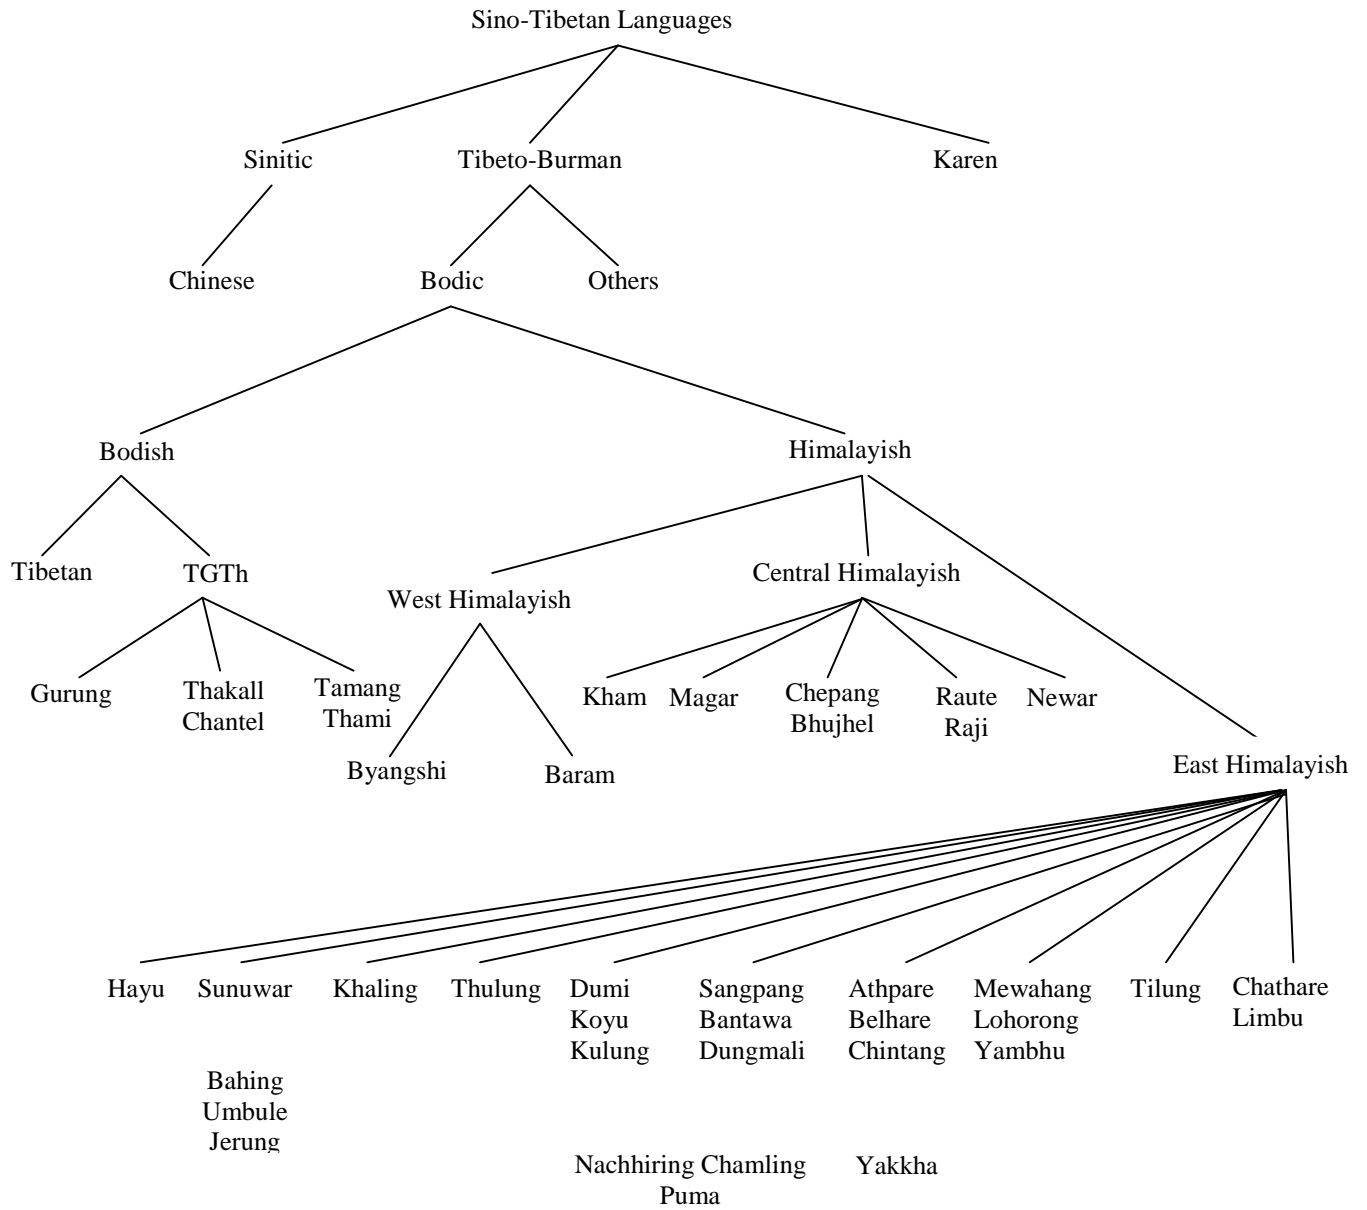 Sino-Tibetan Languages
Sinitic Tibeto-Burman Karen
Chinese Bodic Others
Bodish Himalayish
Tibetan TGTh West Himalayish Central Himalayish
Gurung Thakall Tamang Kham Magar Chepang Raute Newar
Chantel Thami Bhujhel Raji
Byangshi Baram East Himalayish
Hayu Sunuwar Khaling Thulung Dumi Sangpang Athpare Mewahang Tilung Chathare
Koyu Bantawa Belhare Lohorong Limbu
Kulung Dungmali Chintang Yambhu
Bahing
Umbule
Jerung
Nachhiring Chamling Yakkha
Puma